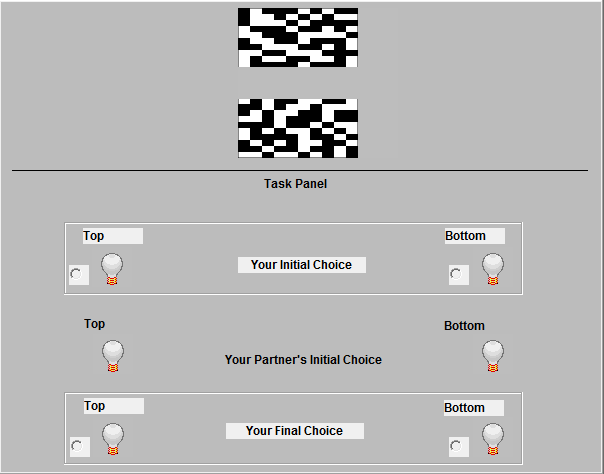 Task Panel
Top
Bottom
Your Initial Choice
Top
Bottom
Your Partner's Initial Choice
Top
Bottom
Your Final Choice